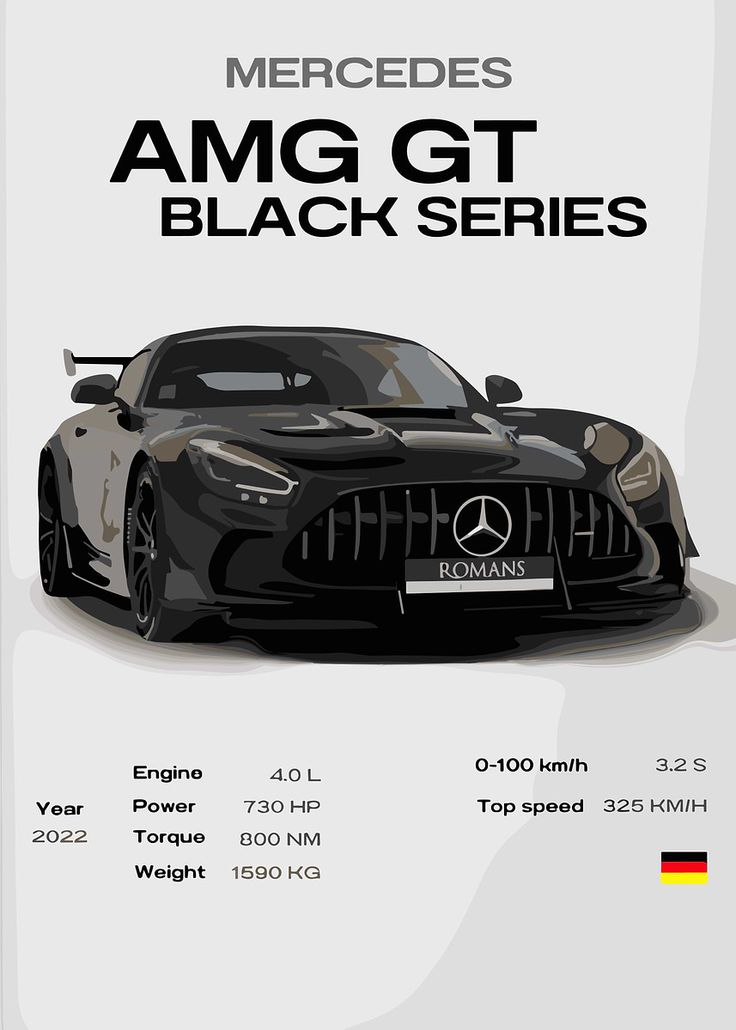 MERCEDES
AMG GT
BLACK SERIES
ROMANS
Year
2022
Engine 4.0 L
Power 730 HP
Torque 800 NM
Weight 1590 KG
0-100 km/h 3.2 S
Top speed 325 KM/H